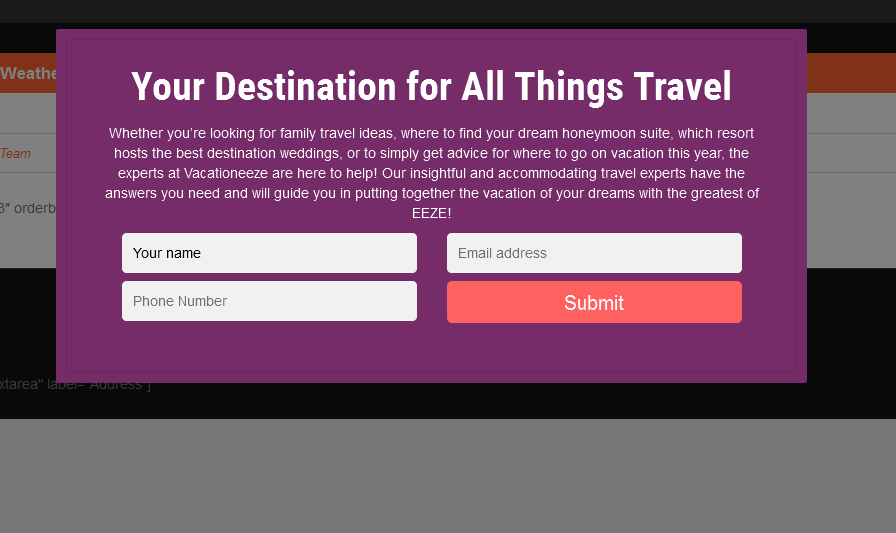 Weathe
Your Destination for All Things Travel
Whether you're looking for family travel ideas, where to find your dream honeymoon suite, which resort
hosts the best destination weddings, or to simply get advice for where to go on vacation this year, the
Team
experts at Vacationeeze are here to help! Our insightful and accommodating travel experts have the
answers you need and will guide you in putting together the vacation of your dreams with the greatest of
3" orderb
EEZE!
Your name
Email address
Phone Number
Submit
xtarea" label="Address"]